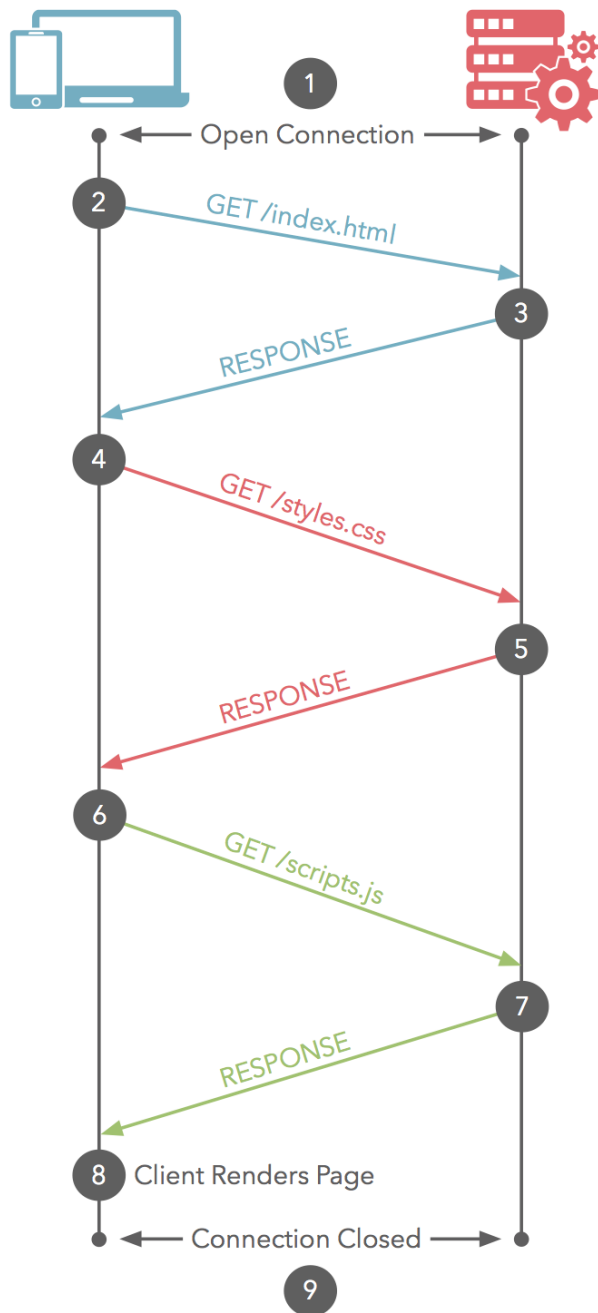 1
Open Connection
2
GET /index.html
3
RESPONSE
4
GET /styles.css
5
RESPONSE
6
GET /scripts.js
7
RESPONSE
8 Client Renders Page
Connection Closed
9